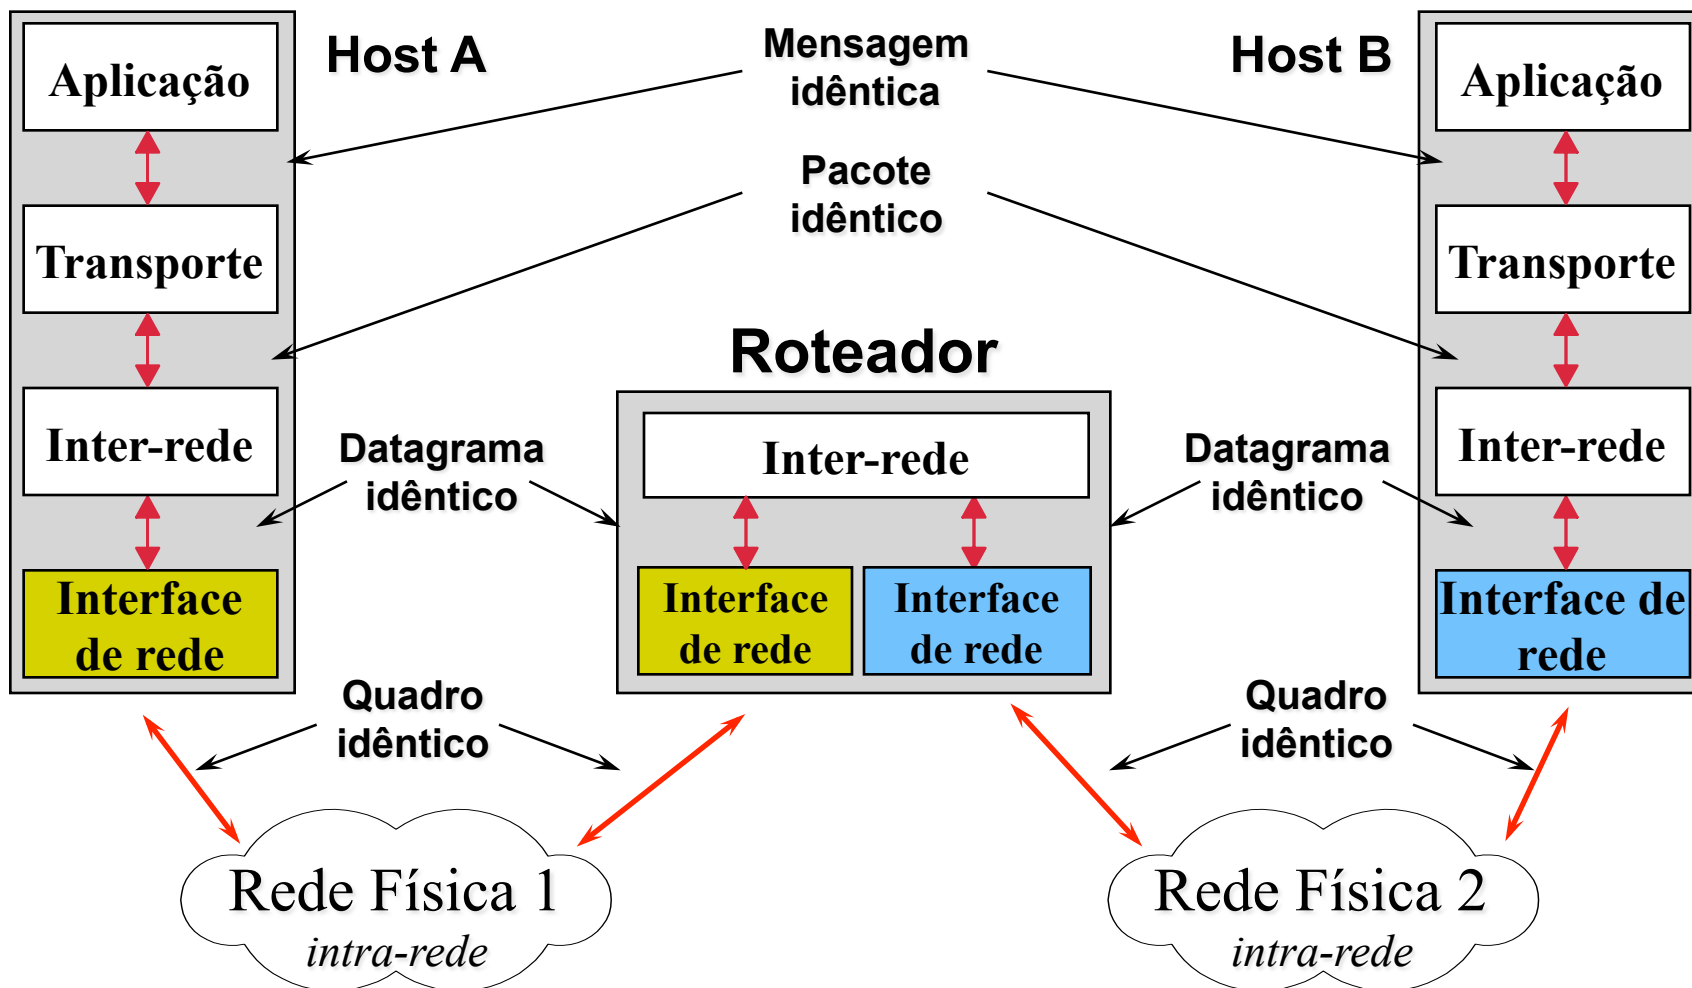 Host A
Mensagem
idêntica
Host B
Aplicação
Aplicação
Pacote
idêntico
Transporte
Transporte
Roteador
Inter-rede
Datagrama
idêntico
Inter-rede
Datagrama
idêntico
Inter-rede
Interface
de rede
Interface
de rede
Interface
de rede
Interface de
rede
Quadro
idêntico
Quadro
idêntico
Rede Física 1
intra-rede
Rede Física 2
intra-rede